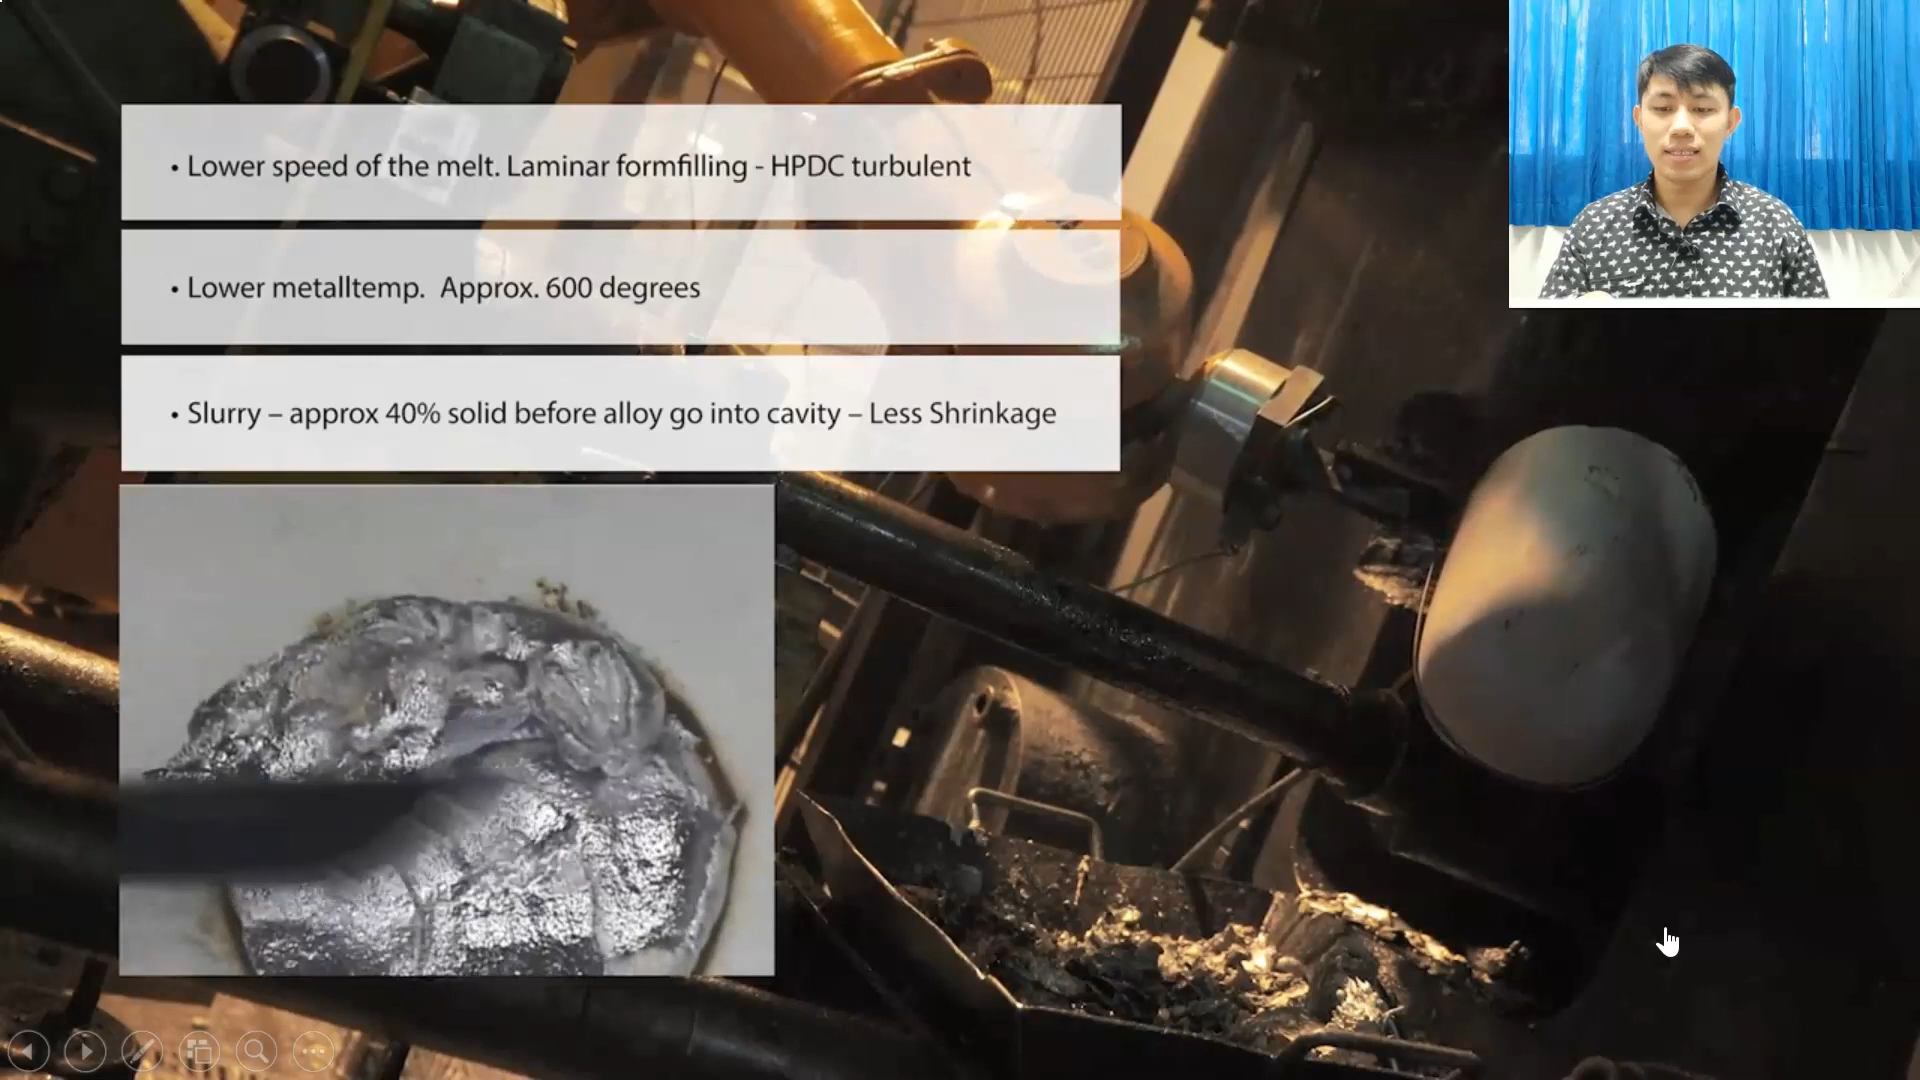 • Lower speed of the melt. Laminar formfilling - HPDC turbulent
• Lower metalltemp.  Approx. 600 degrees
• Slurry – approx 40% solid before alloy go into cavity – Less Shrinkage